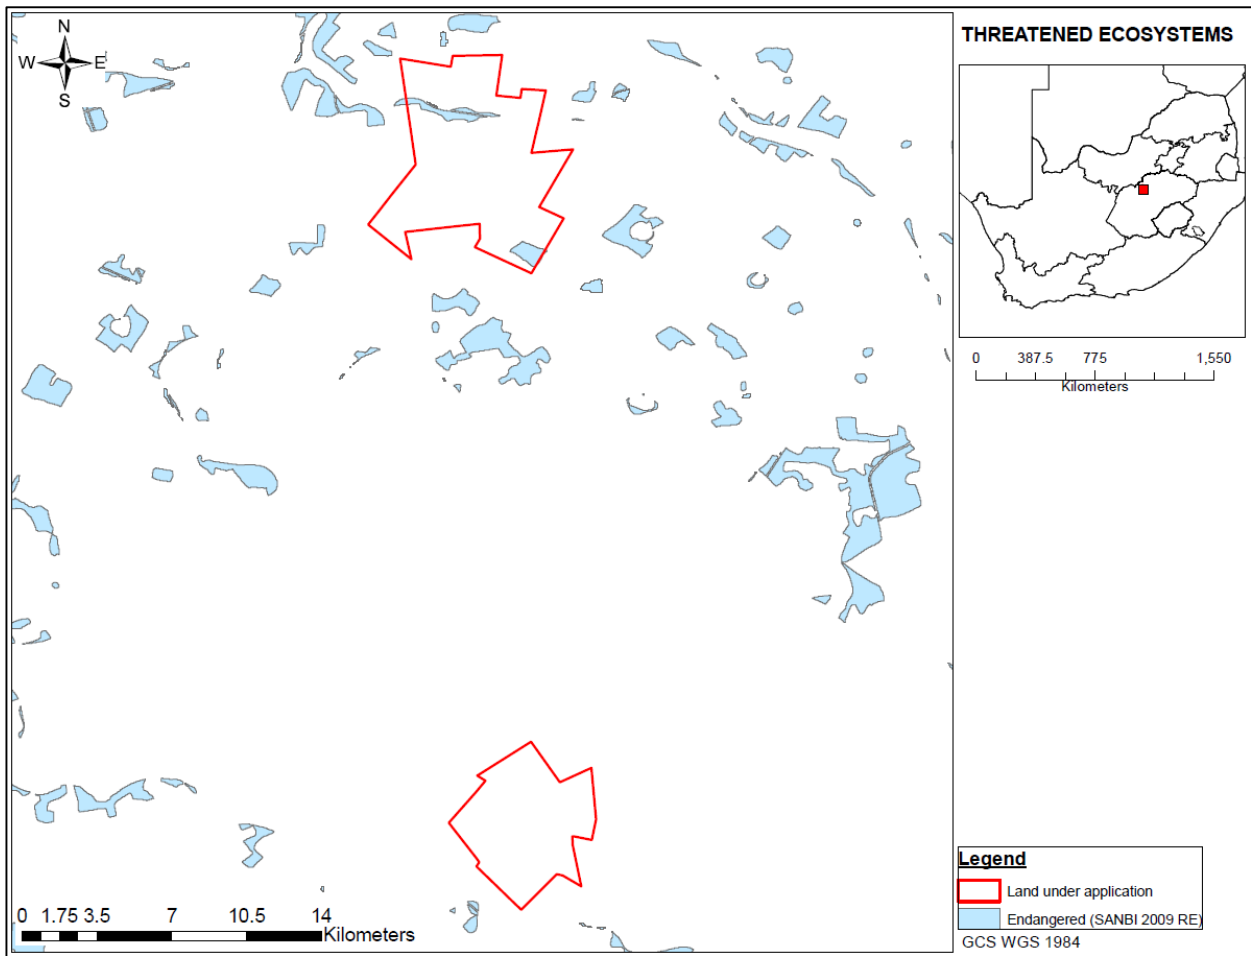 N
W E
S
THREATENED ECOSYSTEMS
0 387.5 775 1,550
Kilometers
Legend
Land under application
Endangered (SANBI 2009 RE)
GCS WGS 1984
0 1.75 3.5 7 10.5 14
Kilometers